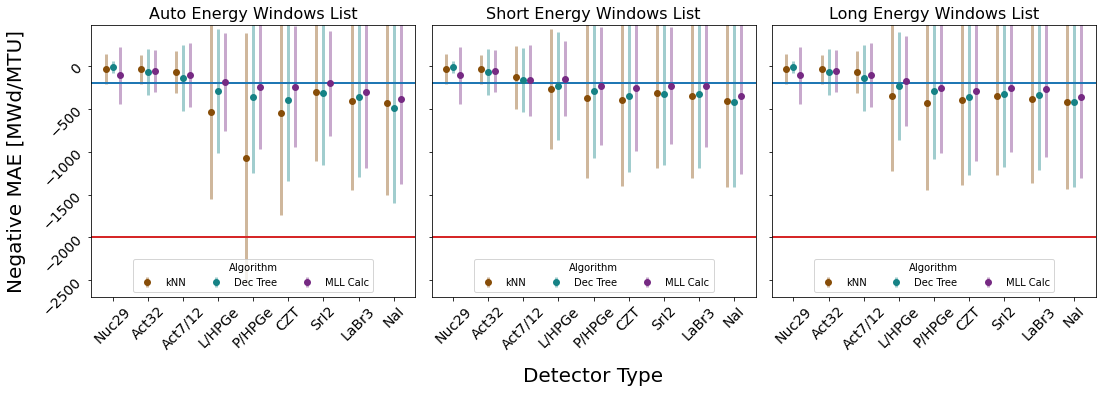 Auto Energy Windows List
Short Energy Windows List
Long Energy Windows List
Negative MAE [MWd/MTU]
0
−500
−1000
−1500
−2000
−2500
Algorithm
kNN Dec Tree MLL Calc
Algorithm
kNN Dec Tree MLL Calc
Algorithm
kNN Dec Tree MLL Calc
Nuc29 Act32 Act7/12 L/HPGe P/HPGe CZT SrI2 LaBr3 NaI
Nuc29 Act32 Act7/12 L/HPGe P/HPGe CZT SrI2 LaBr3 NaI
Nuc29 Act32 Act7/12 L/HPGe P/HPGe CZT SrI2 LaBr3 NaI
Detector Type